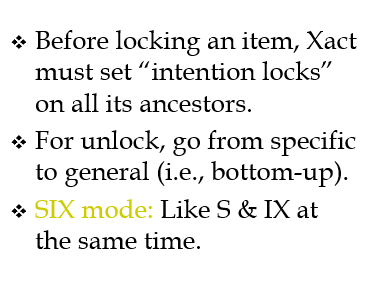 ❖ Before locking an item, Xact
must set “intention locks”
on all its ancestors.
❖ For unlock, go from specific
to general (i.e., bottom-up).
❖ SIX mode: Like S & IX at
the same time.